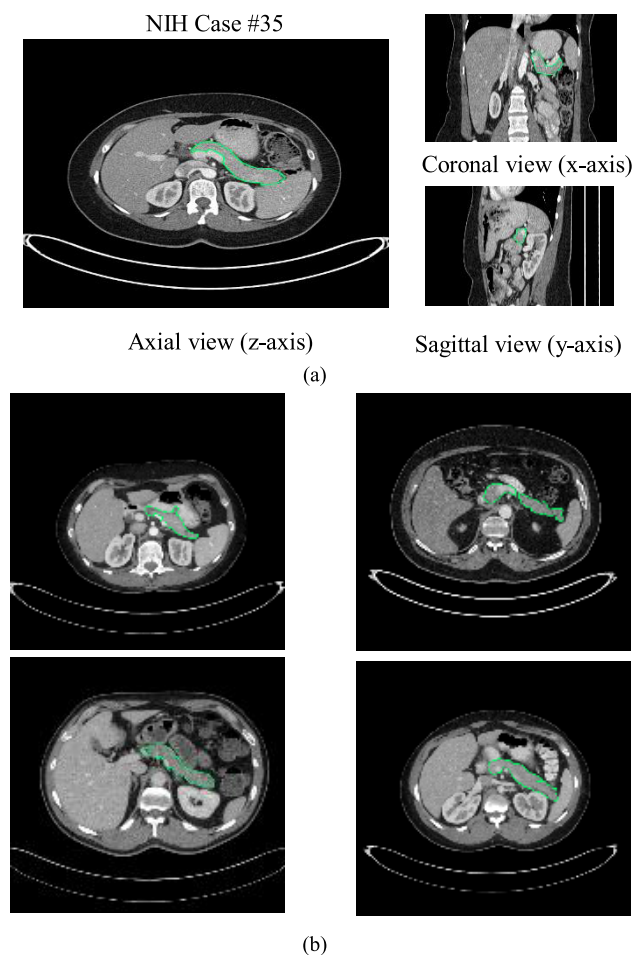 NIH Case #35
Coronal view (x-axis)
Axial view (z-axis)
Sagittal view (y-axis)
(a)
(b)